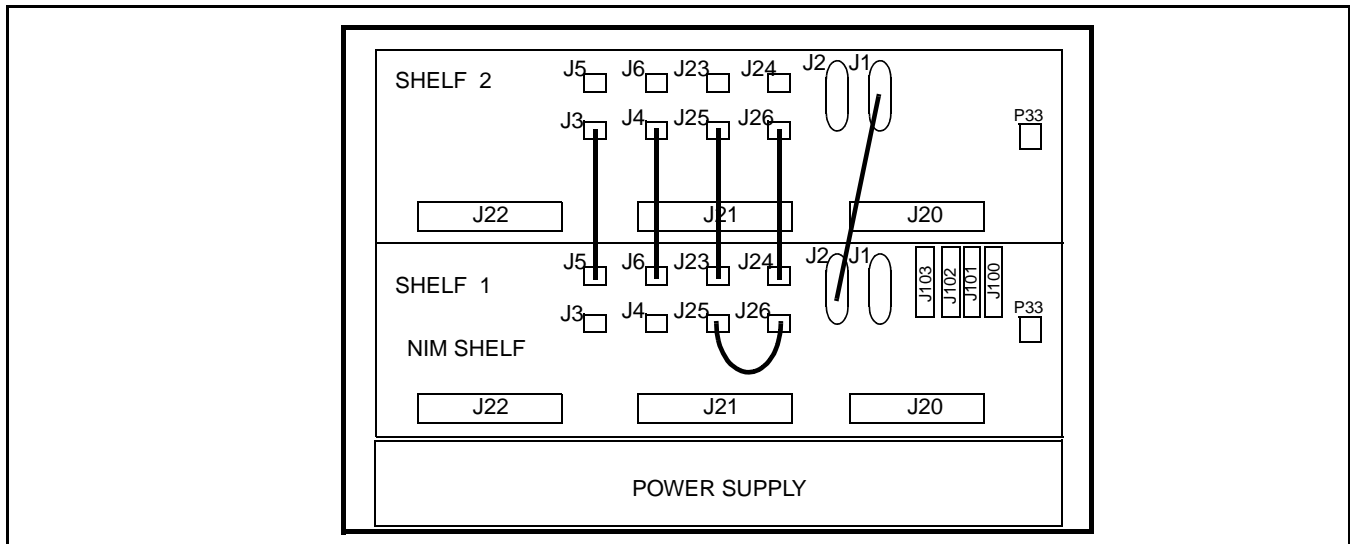 SHELF 2
J5 J6 J23 J24 J2 J1
J3 J4 J25 J26
P33
J22 J21 J20
SHELF 1
J5 J6 J23 J24 J2 J1
J103 J102 J101 J100
J3 J4 J25 J26
P33
NIM SHELF
J22 J21 J20
POWER SUPPLY